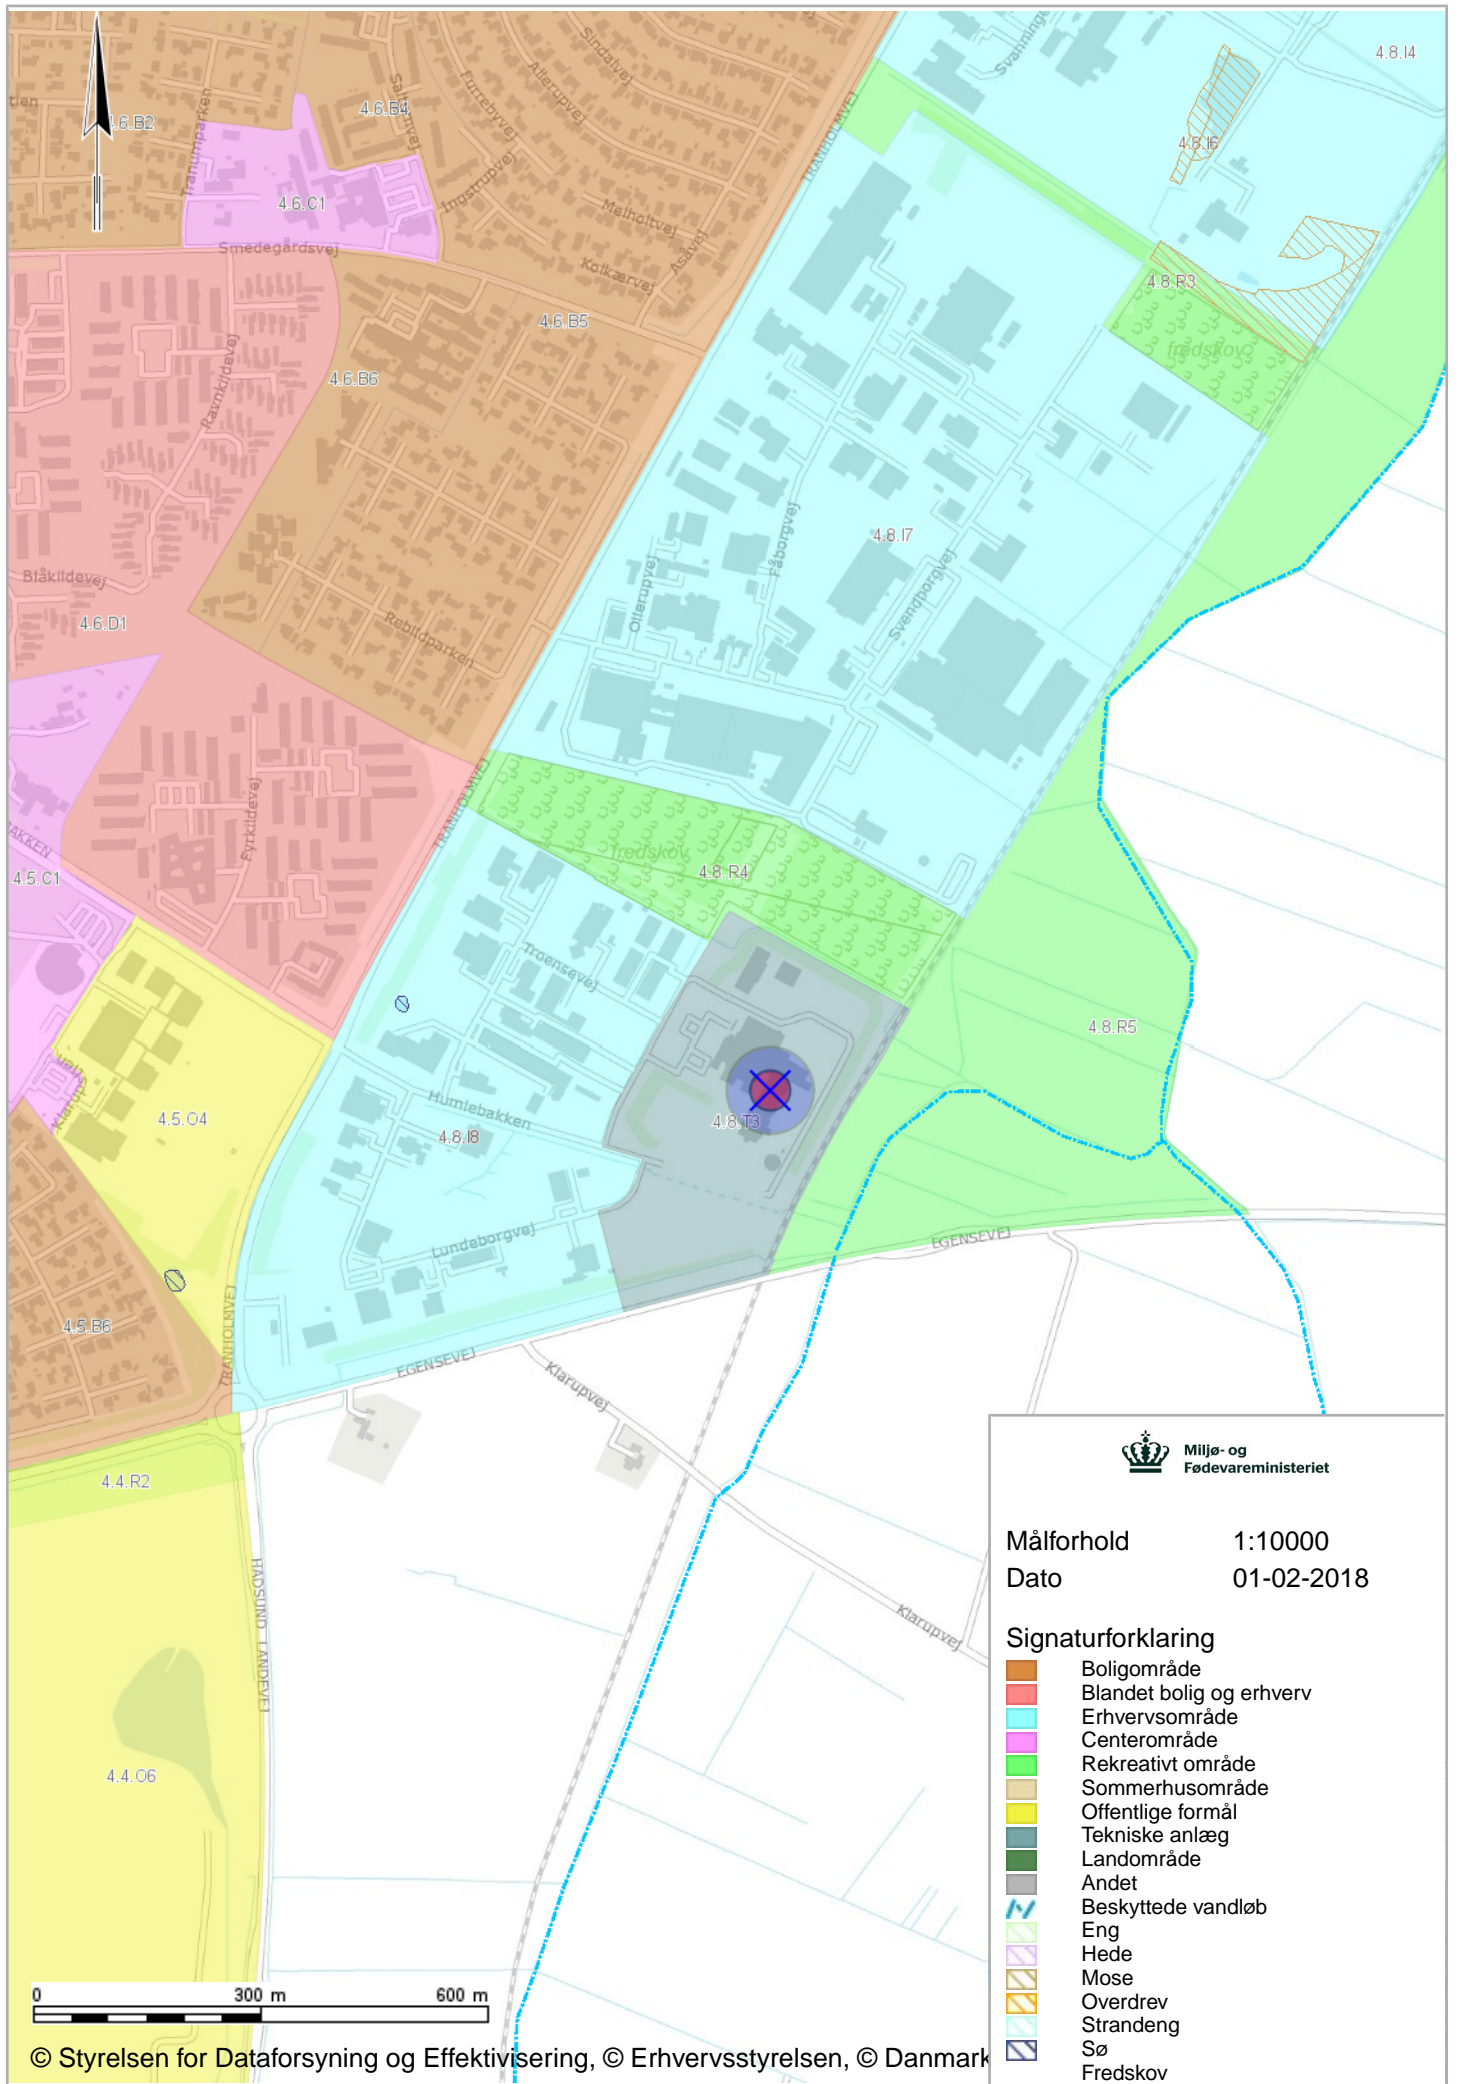 4.8.I4
Svanninge
Sindalvej
Allerupvej
Saltumvej
Futrebyvej
tien
4.6.B2
4.6.B4
Tranumparken
TRANHOLMVEJ
4.8.I6
Ingstrupvej
4.6.C1
Melholtvej
Smedegårdsvej
Åsåvej
Kolkærvej
4.8.R3
4.6.B5
fredskov
4.6.B6
Ravnkildevej
Fåborgvej
4.8.I7
Blåkildevej
Ollerupvej
Svendborgvej
4.6.D1
Rebildparken
TRANHOLMVEJ
Fyrkildevej
AKKEN
fredskov
4.5.C1
4.8.R4
Troensevej
4.8.R5
Klarups
tien
4.5.O4
Humlebakken
4.8.I8
4.8.T3
Lundeborgvej
EGENSEVEJ
TRANHOLMVEJ
4.5.B6
EGENSEVEJ
Klarupvej
4.4.R2
HADSUND LANDEVEJ
Klarupvej
4.4.O6
Miljø- og
Fødevareministeriet
Målforhold 1:10000
Dato 01-02-2018
Signaturforklaring
Boligområde
Blandet bolig og erhverv
Erhvervsområde
Centerområde
Rekreativt område
Sommerhusområde
Offentlige formål
Tekniske anlæg
Landområde
Andet
Beskyttede vandløb
Eng
Hede
Mose
Overdrev
Strandeng
Sø
Fredskov
0 300 m 600 m
© Styrelsen for Dataforsyning og Effektivisering, © Erhvervsstyrelsen, © Danmark